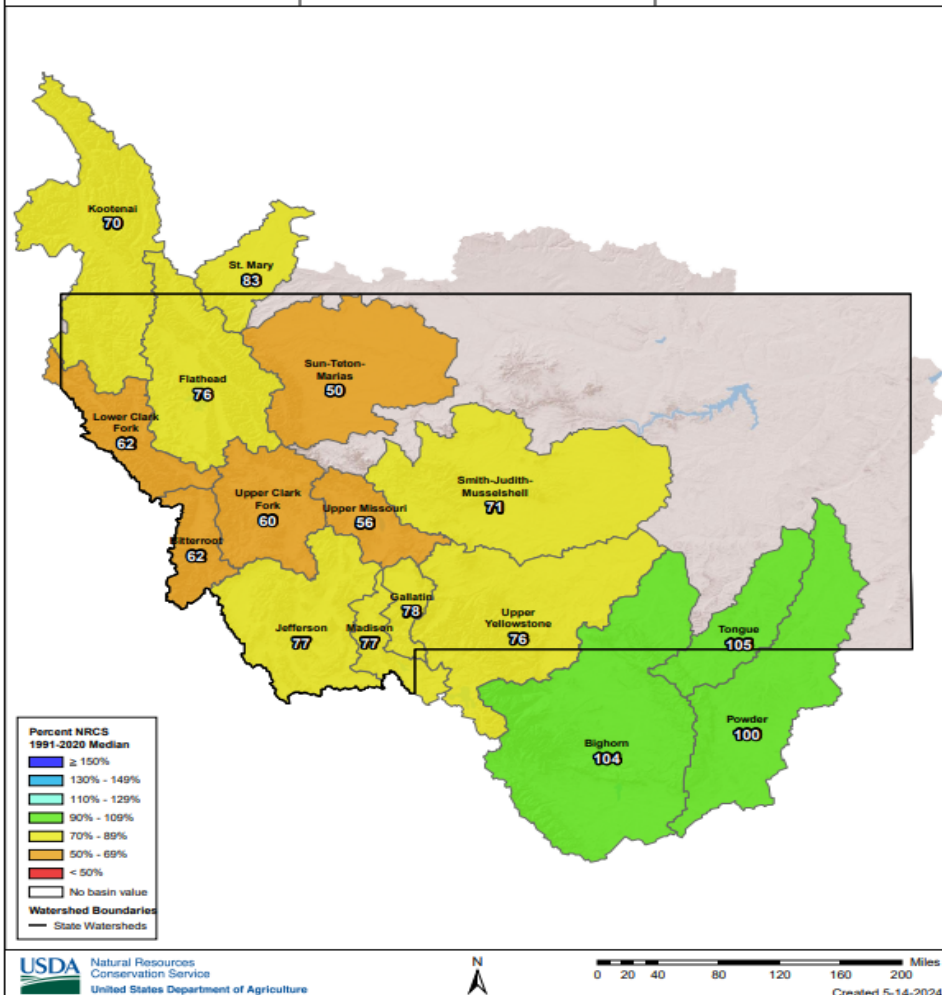 Kootenai
70
St. Mary
83
Sun-Teton-
Marias
50
Flathead
76
Lower Clark
Fork
62
Upper Clark
Fork
60
Upper Missouri
56
Smith-Judith-
Musselshell
71
Bitterroot
62
Gallatin
78
Jefferson
77
Madison
77
Upper
Yellowstone
76
Tongue
105
Powder
100
Bighorn
104
Percent NRCS
1991-2020 Median
≥ 150%
130% - 149%
110% - 129%
90% - 109%
70% - 89%
50% - 69%
< 50%
No basin value
Watershed Boundaries
State Watersheds
USDA
Natural Resources
Conservation Service
United States Department of Agriculture
N
Miles
0 20 40 80 120 160 200
Created 5-14-2024